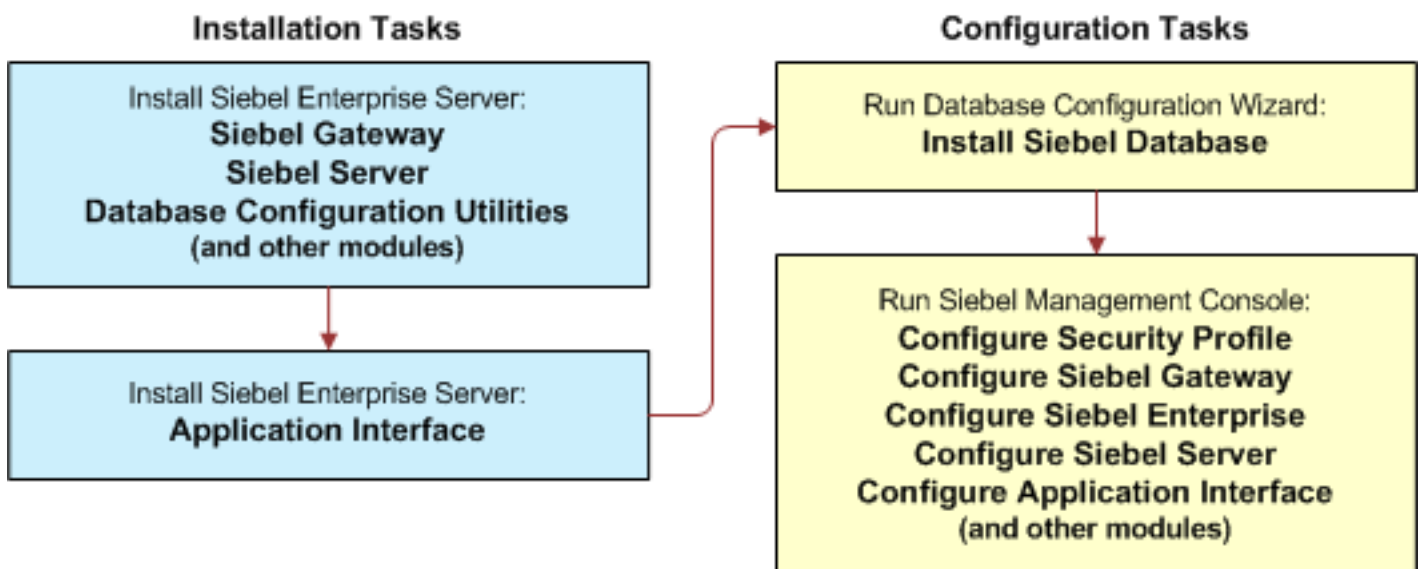 Installation Tasks
Install Siebel Enterprise Server:
Siebel Gateway
Siebel Server
Database Configuration Utilities
(and other modules)
Install Siebel Enterprise Server:
Application Interface
Configuration Tasks
Run Database Configuration Wizard:
Install Siebel Database
Run Siebel Management Console:
Configure Security Profile
Configure Siebel Gateway
Configure Siebel Enterprise
Configure Siebel Server
Configure Application Interface
(and other modules)